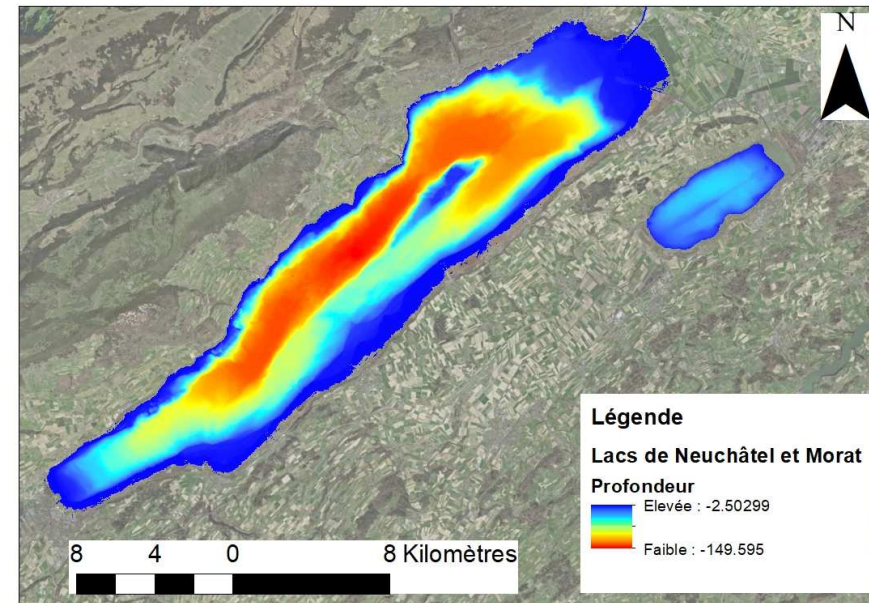 N
Légende
Lacs de Neuchâtel et Morat
Profondeur
Elevée : -2.50299
Faible : -149.595
8 4 0 8 Kilomètres